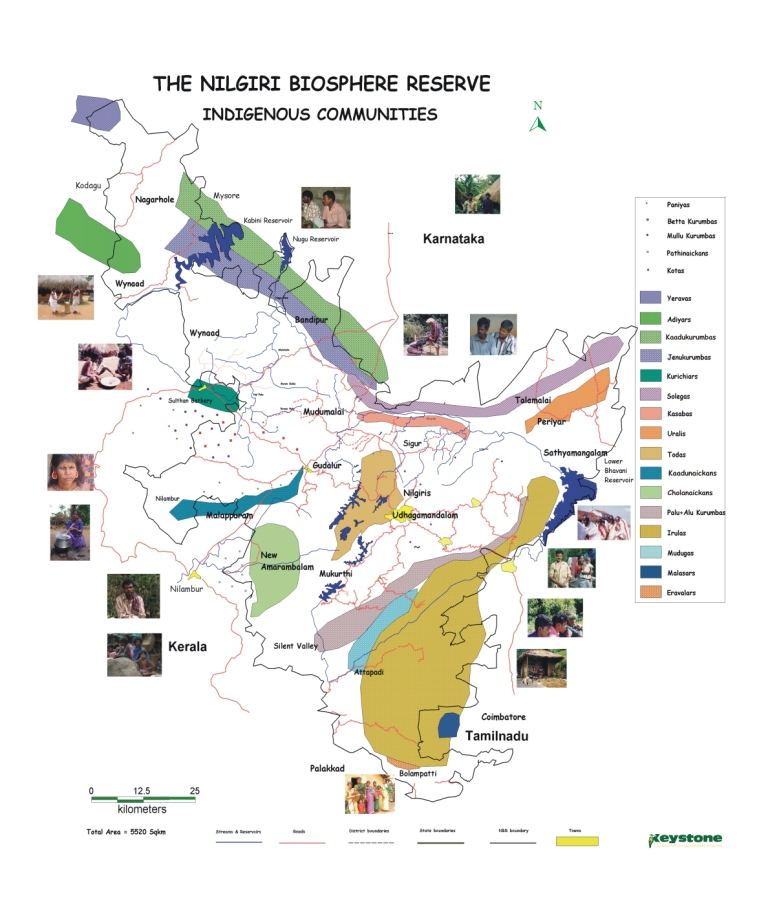 THE NILGIRI BIOSPHERE RESERVE
INDIGENOUS COMMUNITIES
N
Kodagu
Nagarhole
Mysore
Kabini Reservoir
Nugu Reservoir
Karnataka
Wynaad
Wynaad
Bandipur
Sulthan Bathery
Mudumalai
Talamalai
Periyar
Sigur
Sathyamangalam
Lower
Bhavani
Reservoir
Gudalur
Nilgiris
Nilambur
Malappuram
Udhagamandalam
New
Amarambalam
Mukurthi
Nilambur
Silent Valley
Kerala
Attapadi
Coimbatore
Tamilnadu
Palakkad
Bolampatti
Paniyas
Betta Kurumbas
Mullu Kurumbas
Pathinaickans
Kotas
Yeravas
Adiyars
Kaadukurumbas
Jenukurumbas
Kurichiars
Solegas
Kasabas
Uralis
Todas
Kaadunaickans
Cholanaickans
Palu+Alu Kurumbas
Irulas
Mudugas
Malasars
Eravalars
0 12.5 25
kilometers
Total Area = 5520 Sqkm
Streams & Reservoirs
Roads
District boundaries
State boundaries
NBR boundary
Towns
Keystone